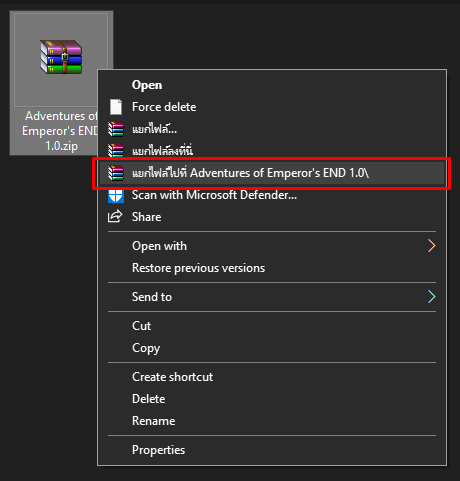 Adventures of
Emperor's END
1.0.zip
Open
Force delete
แยกไฟล์...
แยกไฟล์ลงที่นี่
แยกไฟล์ไปที่ Adventures of Emperor's END 1.0\
Scan with Microsoft Defender...
Share
Open with
Restore previous versions
Send to
Cut
Copy
Create shortcut
Delete
Rename
Properties